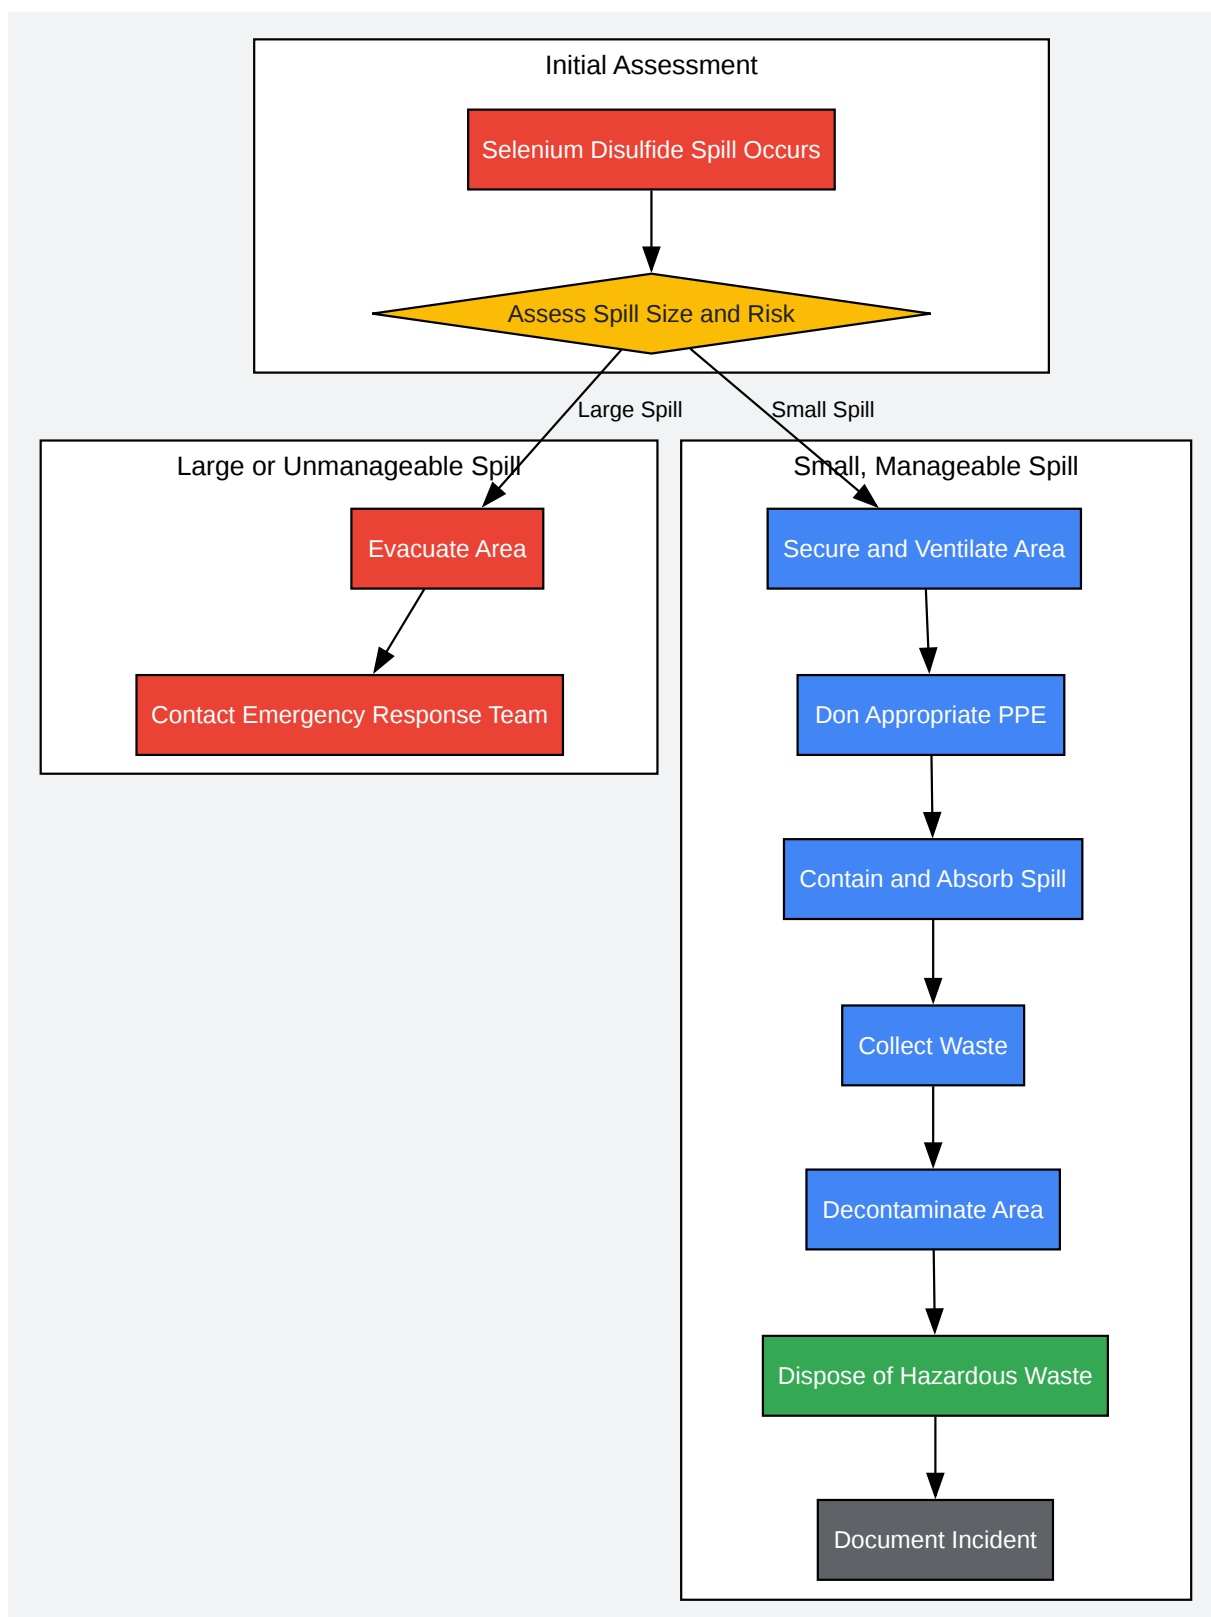 Initial Assessment
Selenium Disulfide Spill Occurs
Assess Spill Size and Risk
Large Spill
Small Spill
Large or Unmanageable Spill
Evacuate Area
Contact Emergency Response Team
Small, Manageable Spill
Secure and Ventilate Area
Don Appropriate PPE
Contain and Absorb Spill
Collect Waste
Decontaminate Area
Dispose of Hazardous Waste
Document Incident